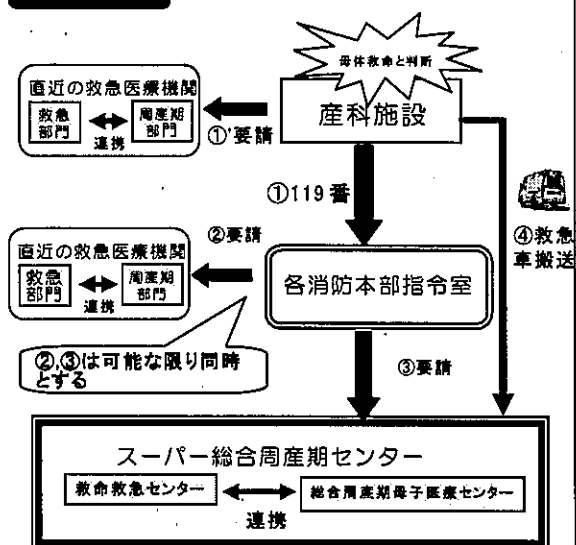 母体救命と判断
産科施設
直近の救急医療機関
救急
部門
周産期
部門
連携
①'要請
①119番
④救急
車搬送
②要請
直近の救急医療機関
救急
部門
周産期
部門
連携
各消防本部指令室
②,③は可能な限り同時
とする
③要請
スーパー総合周産期センター
救命救急センター
総合周産期母子医療センター
連携